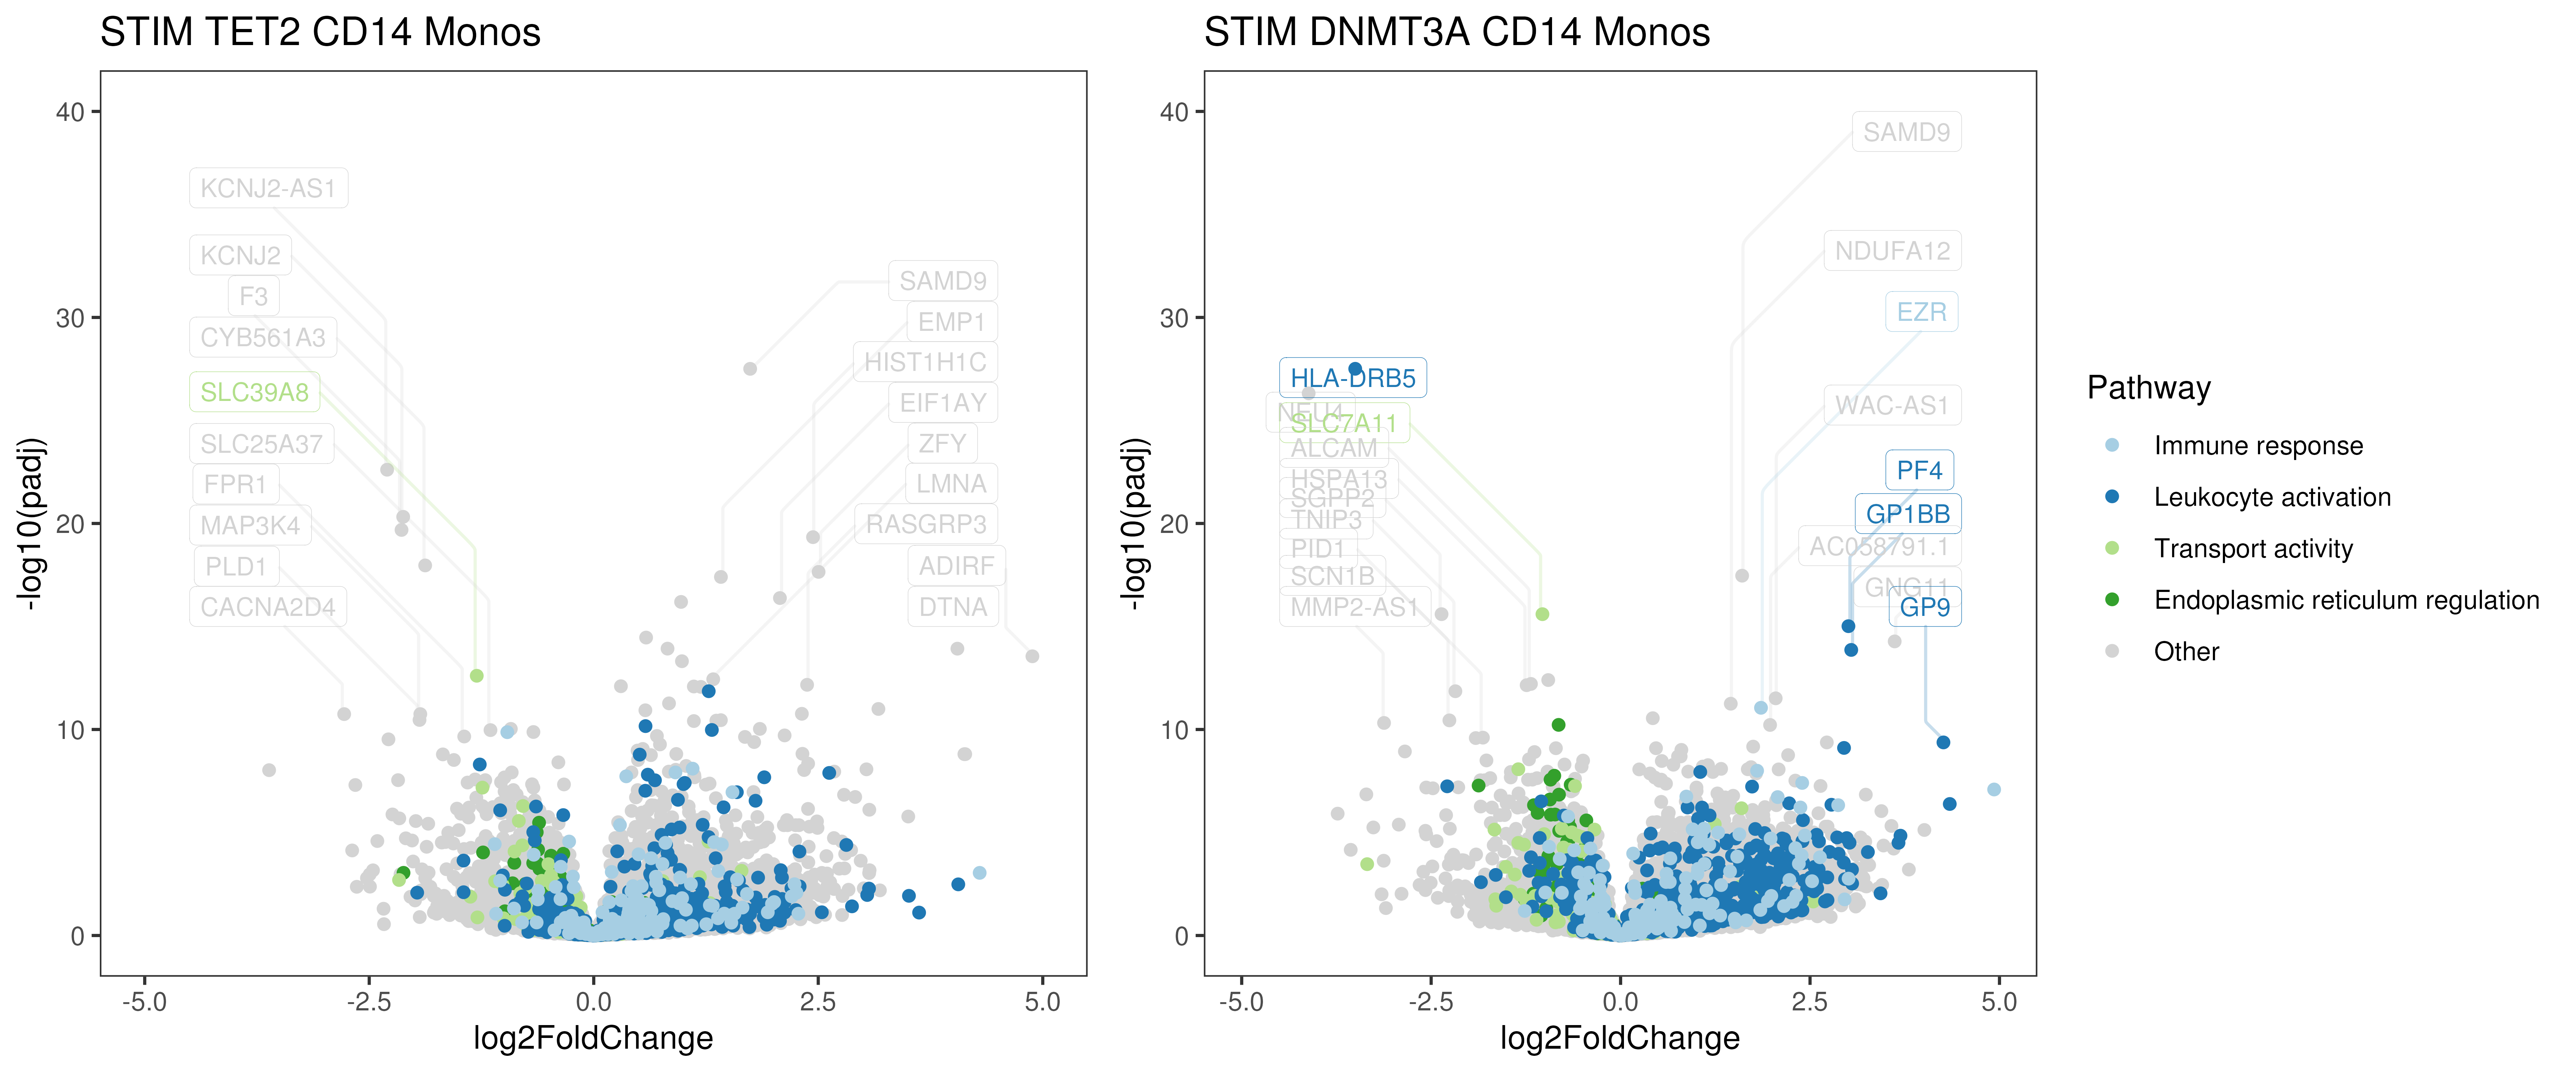 STIM TET2 CD14 Monos
-log10(padj)
40
30
20
10
0
KCNJ2-AS1
KCNJ2
F3
CYB561A3
SLC39A8
SLC25A37
FPR1
MAP3K4
PLD1
CACNA2D4
SAMD9
EMP1
HIST1H1C
EIF1AY
ZFY
LMNA
RASGRP3
ADIRF
DTNA
-5.0
-2.5
0.0
2.5
5.0
log2FoldChange
STIM DNMT3A CD14 Monos
-log10(padj)
40
30
20
10
0
HLA-DRB5
NEU4
SLC7A11
ALCAM
HSPA13
SGPP2
TNIP3
PID1
SCN1B
MMP2-AS1
SAMD9
NDUFA12
EZR
WAC-AS1
PF4
GP1BB
AC058791.1
GNG11
GP9
-5.0
-2.5
0.0
2.5
5.0
log2FoldChange
Pathway
Immune response
Leukocyte activation
Transport activity
Endoplasmic reticulum regulation
Other